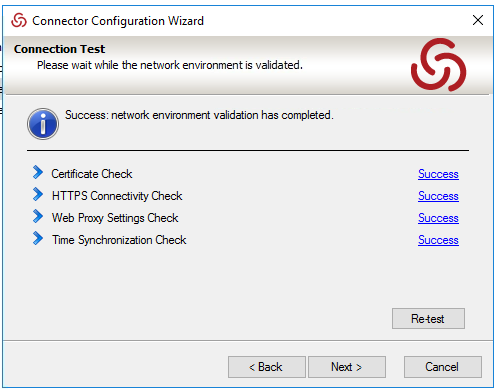 Connector Configuration Wizard
Connection Test
Please wait while the network environment is validated.
Success: network environment validation has completed.
Certificate Check Success
HTTPS Connectivity Check Success
Web Proxy Settings Check Success
Time Synchronization Check Success
Re-test
< Back Next > Cancel